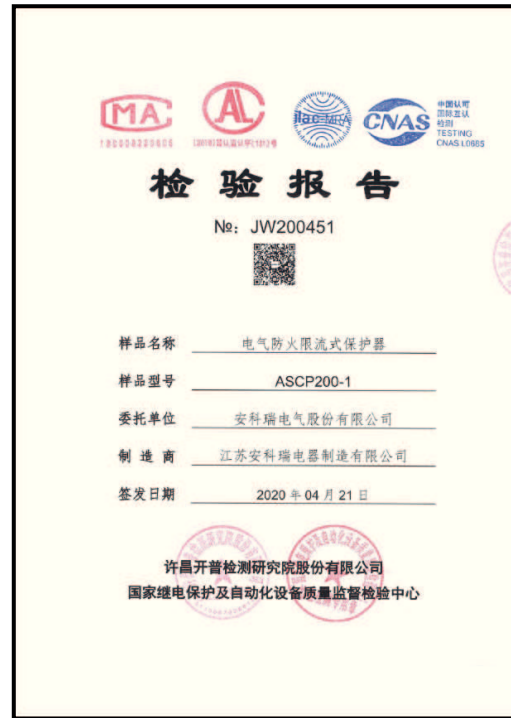 MA
AL
ilac-MRA
CNAS
中国认可
国际互认
检测
TESTING
CNAS L0685
检验报告
№: JW200451
样品名称 电气防火限流式保护器
样品型号 ASCP200-1
委托单位 安科瑞电气股份有限公司
制造商 江苏安科瑞电器制造有限公司
签发日期 2020 年 04 月 21 日
许昌开普检测研究院股份有限公司
国家继电保护及自动化设备质量监督检验中心